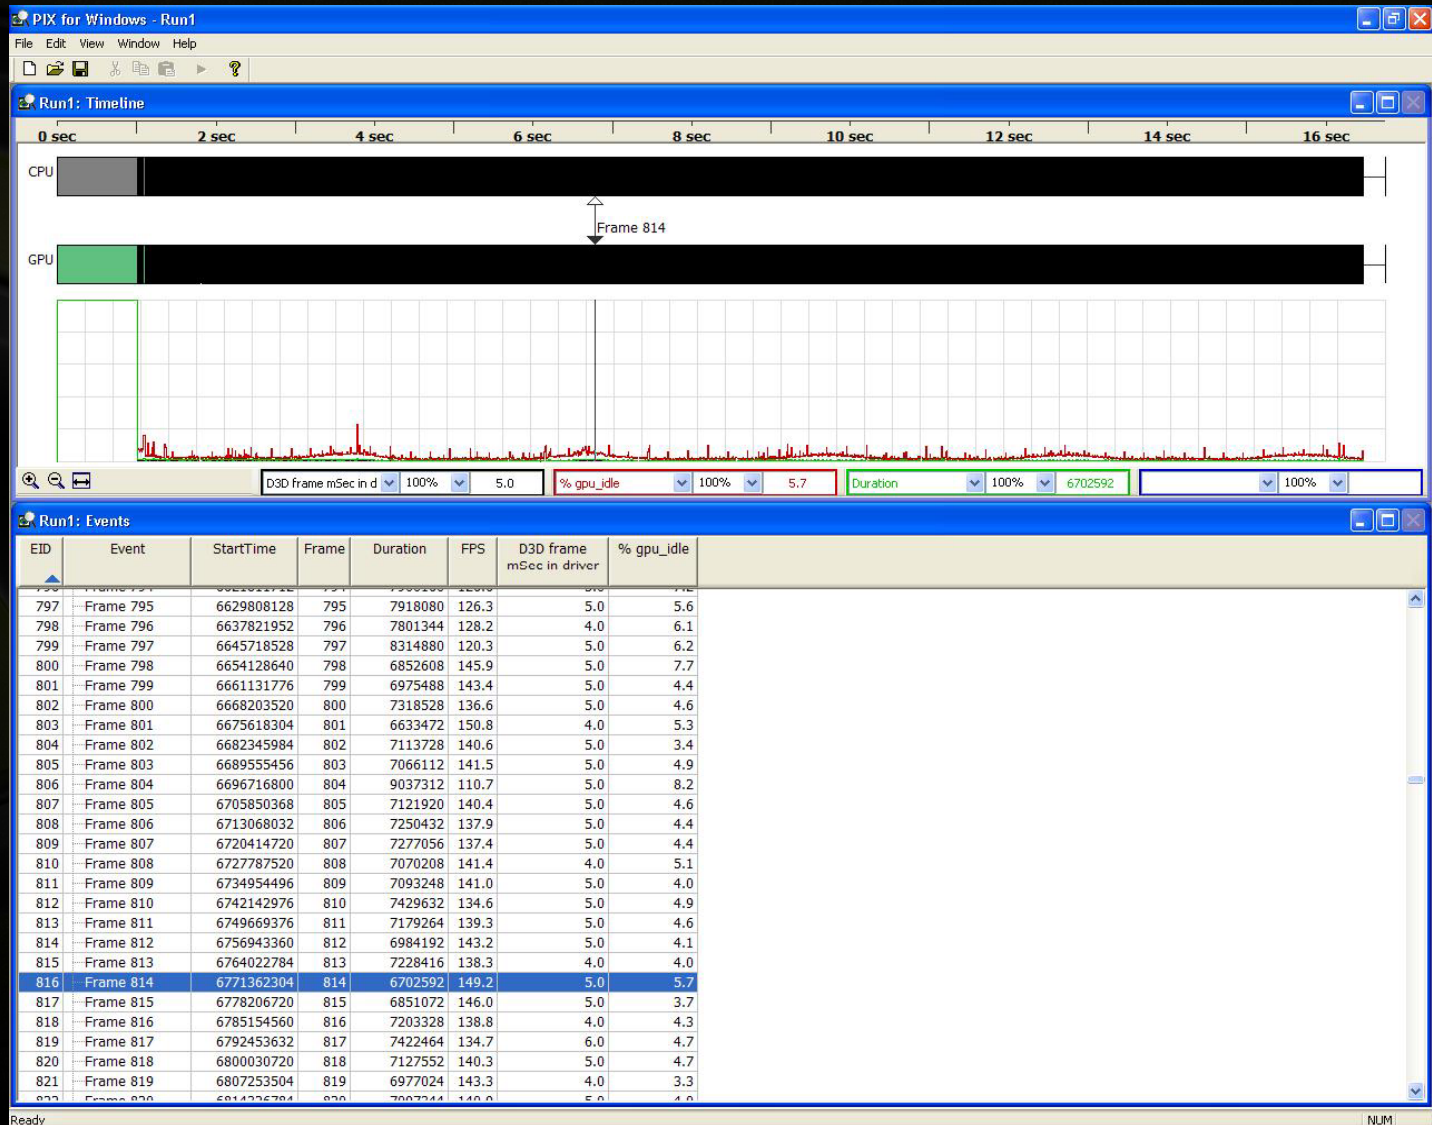 PIX for Windows - Run1
File Edit View Window Help
Run1: Timeline
0 sec 2 sec 4 sec 6 sec 8 sec 10 sec 12 sec 14 sec 16 sec
CPU
Frame 814
GPU
D3D frame mSec in d 100% 5.0 % gpu_idle 100% 5.7 Duration 100% 6702592 100%
Run1: Events
EID Event StartTime Frame Duration FPS D3D frame mSec in driver % gpu_idle
797 Frame 795 6629808128 795 7918080 126.3 5.0 5.6
798 Frame 796 6637821952 796 7801344 128.2 4.0 6.1
799 Frame 797 6645718528 797 8314880 120.3 5.0 6.2
800 Frame 798 6654128640 798 6852608 145.9 5.0 7.7
801 Frame 799 6661131776 799 6975488 143.4 5.0 4.4
802 Frame 800 6668203520 800 7318528 136.6 5.0 4.6
803 Frame 801 6675618304 801 6633472 150.8 4.0 5.3
804 Frame 802 6682345984 802 7113728 140.6 5.0 3.4
805 Frame 803 6689555456 803 7066112 141.5 5.0 4.9
806 Frame 804 6696716800 804 9037312 110.7 5.0 8.2
807 Frame 805 6705850368 805 7121920 140.4 5.0 4.6
808 Frame 806 6713068032 806 7250432 137.9 5.0 4.4
809 Frame 807 6720414720 807 7277056 137.4 5.0 4.4
810 Frame 808 6727787520 808 7070208 141.4 4.0 5.1
811 Frame 809 6734954496 809 7093248 141.0 5.0 4.0
812 Frame 810 6742142976 810 7429632 134.6 5.0 4.9
813 Frame 811 6749669376 811 7179264 139.3 5.0 4.6
814 Frame 812 6756943360 812 6984192 143.2 5.0 4.1
815 Frame 813 6764022784 813 7228416 138.3 4.0 4.0
816 Frame 814 6771362304 814 6702592 149.2 5.0 5.7
817 Frame 815 6778206720 815 6851072 146.0 5.0 3.7
818 Frame 816 6785154560 816 7203328 138.8 4.0 4.3
819 Frame 817 6792453632 817 7422464 134.7 6.0 4.7
820 Frame 818 6800030720 818 7127552 140.3 5.0 4.7
821 Frame 819 6807253504 819 6977024 143.3 4.0 3.3
Ready NUM